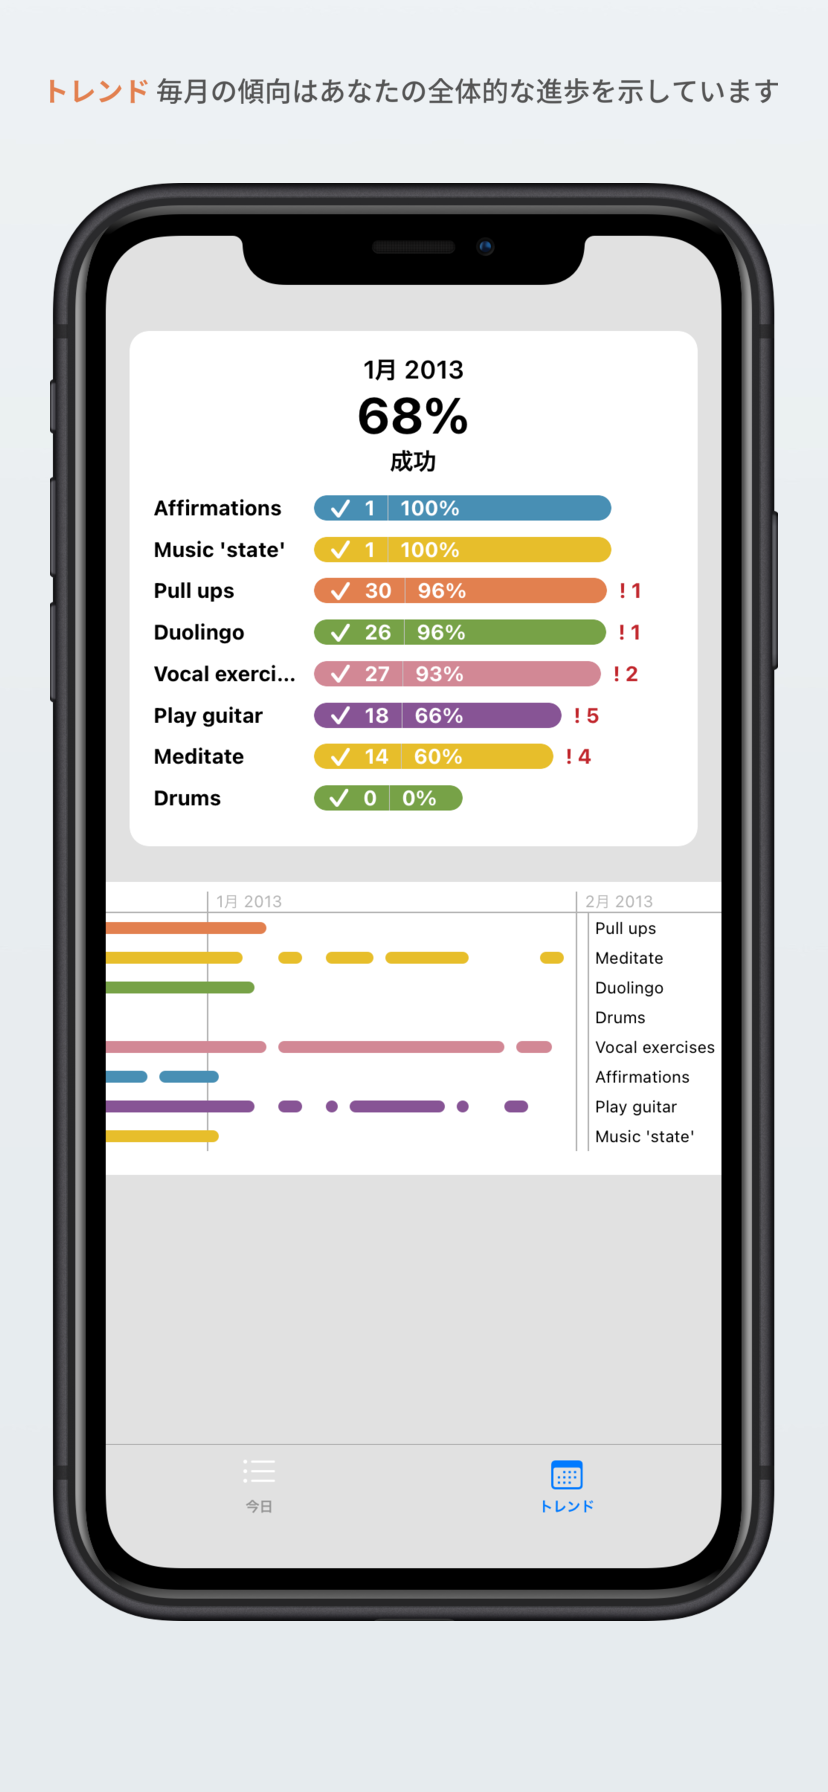 トレンド 毎月の傾向はあなたの全体的な進歩を示しています
1月 2013
68%
成功
Affirmations 1 100%
Music 'state' 1 100%
Pull ups 30 96% ! 1
Duolingo 26 96% ! 1
Vocal exerci... 27 93% ! 2
Play guitar 18 66% ! 5
Meditate 14 60% ! 4
Drums 0 0%
1月 2013 2月 2013
Pull ups
Meditate
Duolingo
Drums
Vocal exercises
Affirmations
Play guitar
Music 'state'
今日 トレンド